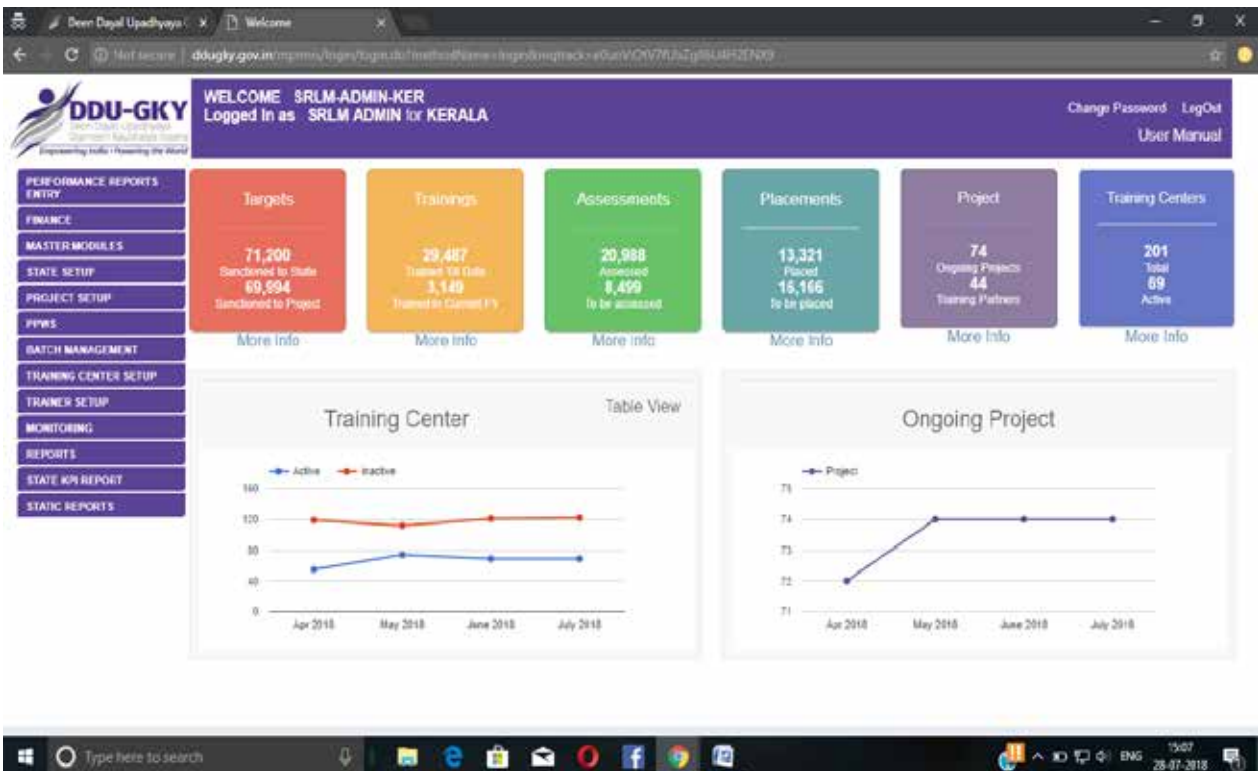 Deen Dayal Upadhyaya
Welcome
Not secure
ddugky.gov.in
DDU-GKY
WELCOME SRLM-ADMIN-KER
Logged In as SRLM ADMIN for KERALA
Change Password LogOut
User Manual
PERFORMANCE REPORTS
ENTRY
FINANCE
MASTER MODULES
STATE SETUP
PROJECT SETUP
PPWS
BATCH MANAGEMENT
TRAINING CENTER SETUP
TRAINER SETUP
MONITORING
REPORTS
STATE KPI REPORT
STATIC REPORTS
Targets
71,200
Sanctioned to State
69,994
Sanctioned to Project
More Info
Trainings
29,487
Trained Till Date
3,149
Trained in Current FY
More Info
Assessments
20,988
Assessed
8,499
To be assessed
More Info
Placements
13,321
Placed
16,166
To be placed
More Info
Project
74
Ongoing Projects
44
Training Partners
More Info
Training Centers
201
Total
69
Active
More Info
Training Center
Table View
Active Inactive
160
120
80
40
0
Apr 2018 May 2018 June 2018 July 2018
Ongoing Project
Project
75
74
73
72
71
Apr 2018 May 2018 June 2018 July 2018
Type here to search
ENG
15:07
28-07-2018